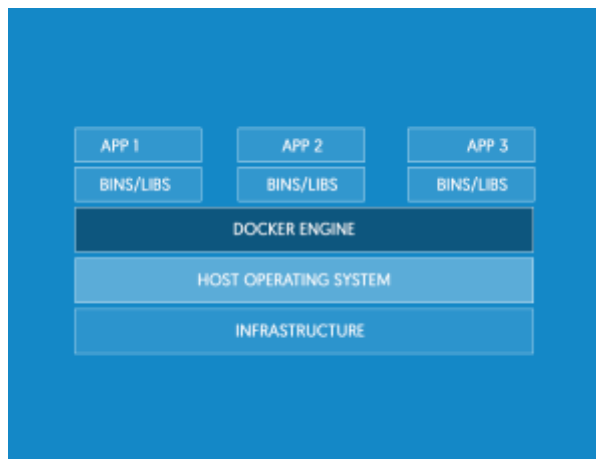 APP 1 APP 2 APP 3
BINS/LIBS BINS/LIBS BINS/LIBS
DOCKER ENGINE
HOST OPERATING SYSTEM
INFRASTRUCTURE